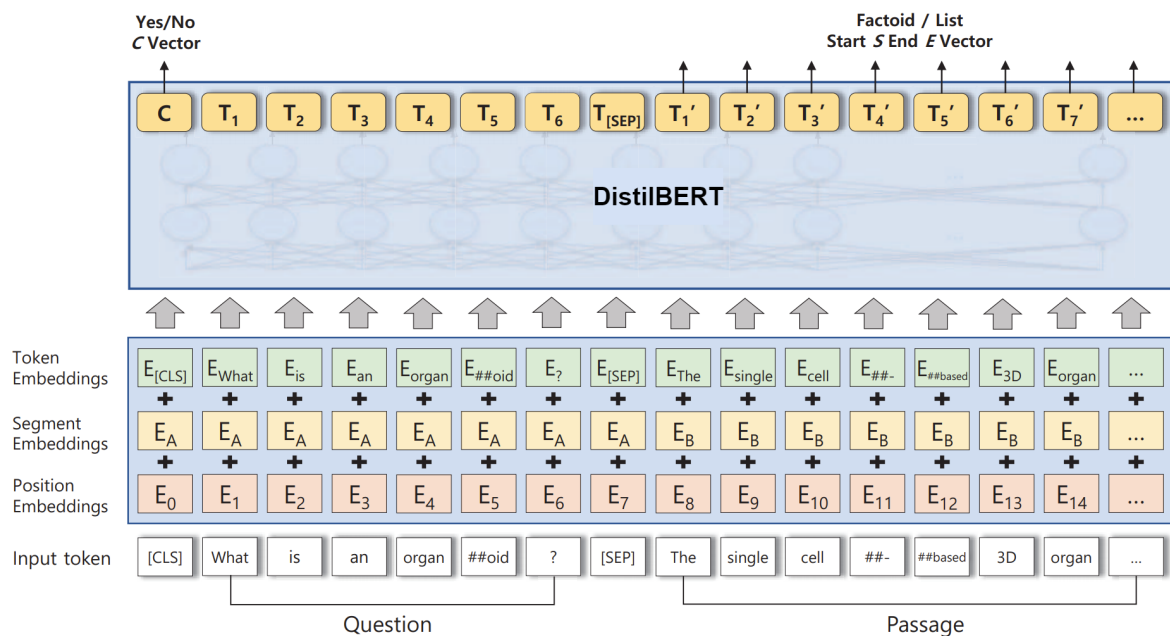 Yes/No
C Vector
Factoid / List
Start S End E Vector
C T1 T2 T3 T4 T5 T6 T[SEP] T1′ T2′ T3′ T4′ T5′ T6′ T7′ ...
DistilBERT
Token
Embeddings
E[CLS] EWhat Eis Ean Eorgan E##oid E? E[SEP] EThe Esingle Ecell E##- E##based E3D Eorgan ...
+ + + + + + + + + + + + + + + +
Segment
Embeddings
EA EA EA EA EA EA EA EA EB EB EB EB EB EB EB ...
+ + + + + + + + + + + + + + + +
Position
Embeddings
E0 E1 E2 E3 E4 E5 E6 E7 E8 E9 E10 E11 E12 E13 E14 ...
Input token [CLS] What is an organ ##oid ? [SEP] The single cell ##- ##based 3D organ ...
Question Passage